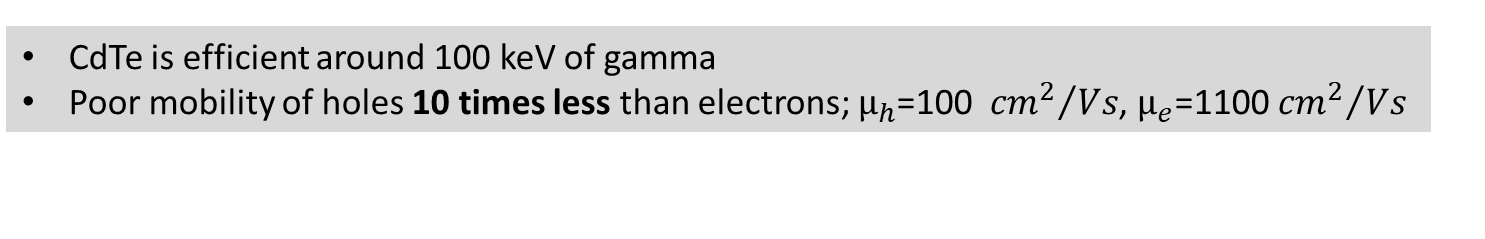 • CdTe is efficient around 100 keV of gamma
• Poor mobility of holes 10 times less than electrons; μₕ=100 cm²/Vs, μₑ=1100 cm²/Vs